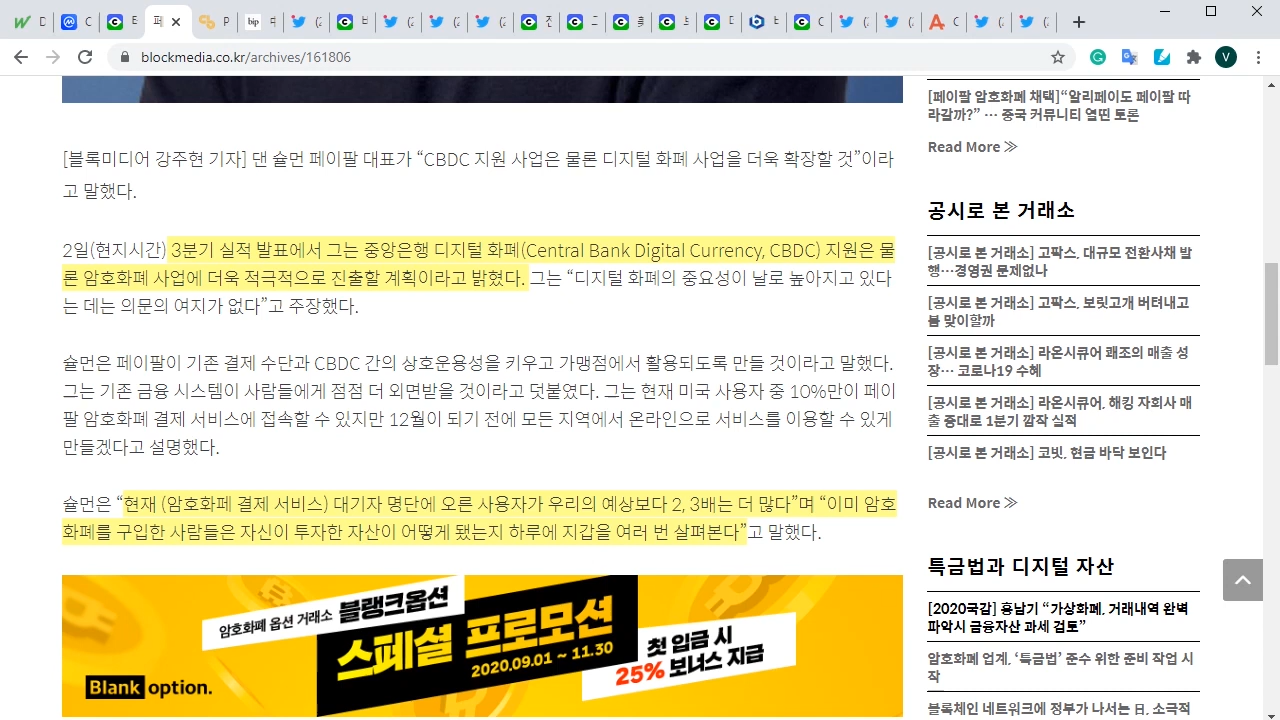 blockmedia.co.kr/archives/161806
[블록미디어 강주현 기자] 댄 슐먼 페이팔 대표가 “CBDC 지원 사업은 물론 디지털 화폐 사업을 더욱 확장할 것”이라
고 말했다.
2일(현지시간) 3분기 실적 발표에서 그는 중앙은행 디지털 화폐(Central Bank Digital Currency, CBDC) 지원은 물
론 암호화폐 사업에 더욱 적극적으로 진출할 계획이라고 밝혔다. 그는 “디지털 화폐의 중요성이 날로 높아지고 있다
는 데는 의문의 여지가 없다”고 주장했다.
슐먼은 페이팔이 기존 결제 수단과 CBDC 간의 상호운용성을 키우고 가맹점에서 활용되도록 만들 것이라고 말했다.
그는 기존 금융 시스템이 사람들에게 점점 더 외면받을 것이라고 덧붙였다. 그는 현재 미국 사용자 중 10%만이 페이
팔 암호화폐 결제 서비스에 접속할 수 있지만 12월이 되기 전에 모든 지역에서 온라인으로 서비스를 이용할 수 있게
만들겠다고 설명했다.
슐먼은 “현재 (암호화폐 결제 서비스) 대기자 명단에 오른 사용자가 우리의 예상보다 2, 3배는 더 많다”며 “이미 암호
화폐를 구입한 사람들은 자신이 투자한 자산이 어떻게 됐는지 하루에 지갑을 여러 번 살펴본다”고 말했다.
암호화폐 옵션 거래소 블랭크옵션
스페셜 프로모션
2020.09.01 ~ 11.30
첫 입금 시
25% 보너스 지급
Blank option.
[페이팔 암호화폐 채택]“알리페이도 페이팔 따
라갈까?” … 중국 커뮤니티 열띤 토론
Read More ≫
공시로 본 거래소
[공시로 본 거래소] 고팍스, 대규모 전환사채 발
행…경영권 문제없나
[공시로 본 거래소] 고팍스, 보릿고개 버텨내고
봄 맞이할까
[공시로 본 거래소] 라온시큐어 쾌조의 매출 성
장… 코로나19 수혜
[공시로 본 거래소] 라온시큐어, 해킹 자회사 매
출 증대로 1분기 깜짝 실적
[공시로 본 거래소] 코빗, 현금 바닥 보인다
Read More ≫
특금법과 디지털 자산
[2020국감] 홍남기 “가상화폐, 거래내역 완벽
파악시 금융자산 과세 검토”
암호화폐 업계, ‘특금법’ 준수 위한 준비 작업 시
작
블록체인 네트워크에 정부가 나서는 日, 소극적